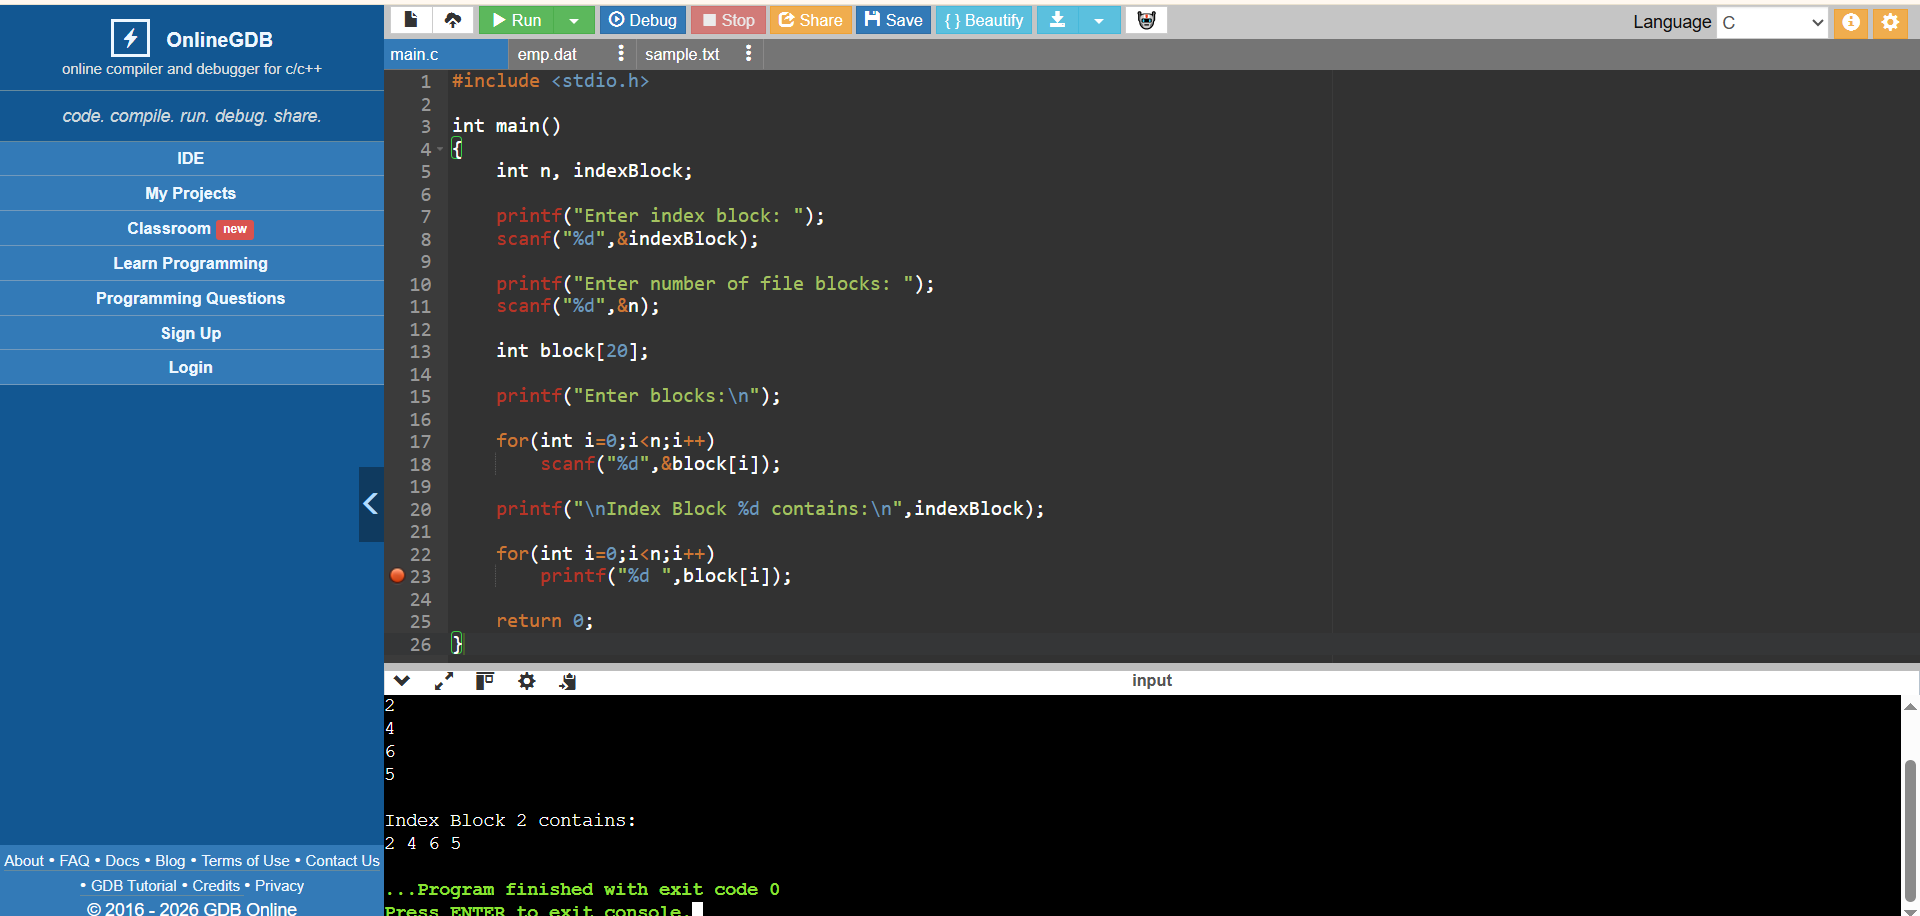 OnlineGDB
online compiler and debugger for c/c++
code. compile. run. debug. share.
IDE
My Projects
Classroom new
Learn Programming
Programming Questions
Sign Up
Login
About • FAQ • Docs • Blog • Terms of Use • Contact Us
• GDB Tutorial • Credits • Privacy
© 2016 - 2026 GDB Online
Run Debug Stop Share Save { } Beautify Language C
main.c emp.dat sample.txt
1 #include <stdio.h>
2
3 int main()
4 {
5     int n, indexBlock;
6
7     printf("Enter index block: ");
8     scanf("%d",&indexBlock);
9
10     printf("Enter number of file blocks: ");
11     scanf("%d",&n);
12
13     int block[20];
14
15     printf("Enter blocks:\n");
16
17     for(int i=0;i<n;i++)
18         scanf("%d",&block[i]);
19
20     printf("\nIndex Block %d contains:\n",indexBlock);
21
22     for(int i=0;i<n;i++)
23         printf("%d ",block[i]);
24
25     return 0;
26 }
input
2
4
6
5
Index Block 2 contains:
2 4 6 5
...Program finished with exit code 0
Press ENTER to exit console.